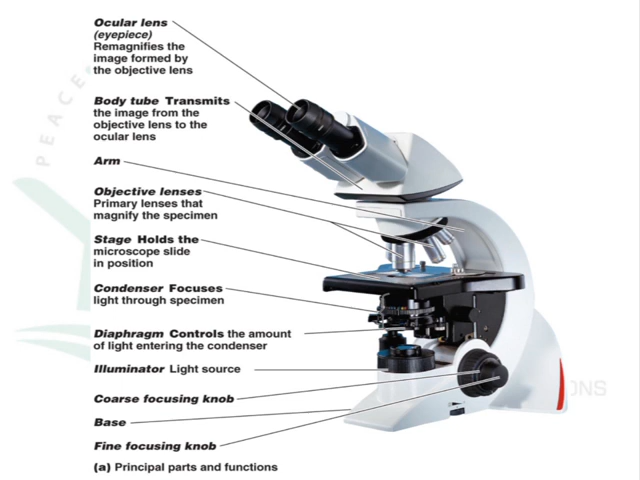 Ocular lens
(eyepiece)
Remagnifies the
image formed by
the objective lens
Body tube Transmits
the image from the
objective lens to the
ocular lens
Arm
Objective lenses
Primary lenses that
magnify the specimen
Stage Holds the
microscope slide
in position
Condenser Focuses
light through specimen
Diaphragm Controls the amount
of light entering the condenser
Illuminator Light source
Coarse focusing knob
Base
Fine focusing knob
(a) Principal parts and functions